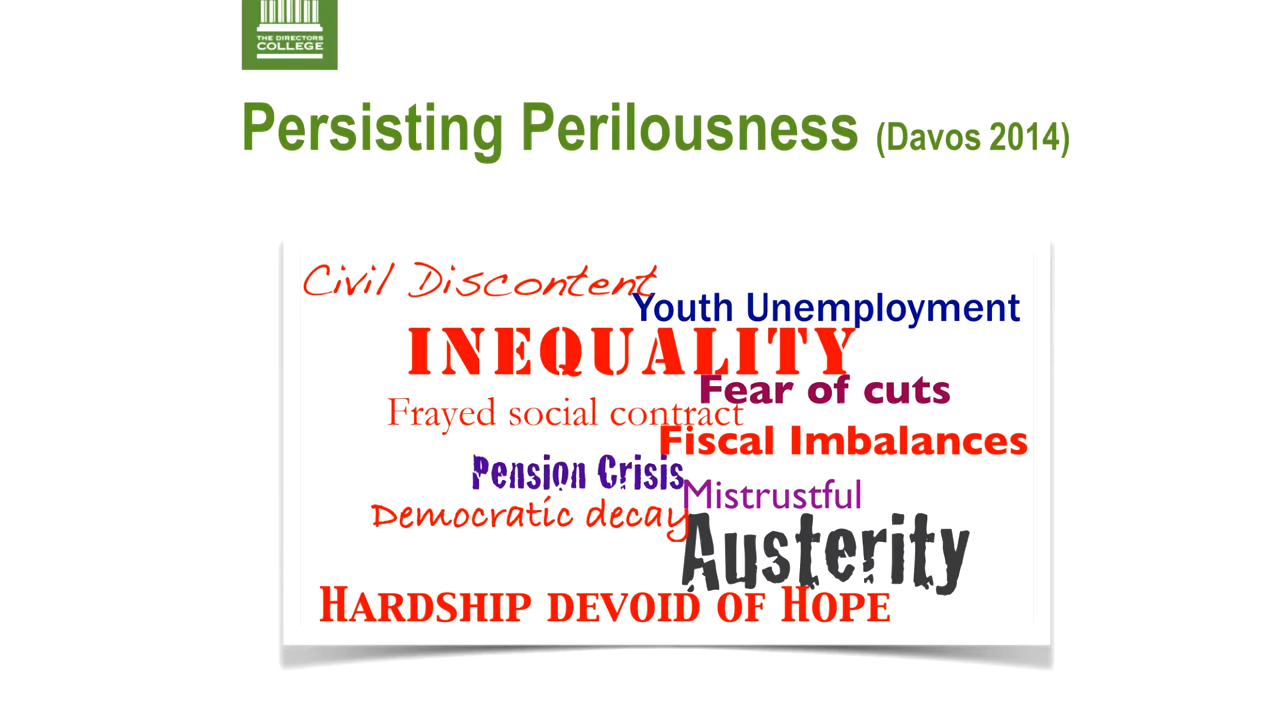 THE DIRECTORS
COLLEGE
Persisting Perilousness (Davos 2014)
Civil Discontent
Youth Unemployment
INEQUALITY
Fear of cuts
Frayed social contract
Fiscal Imbalances
Pension Crisis
Mistrustful
Democratic decay
Austerity
HARDSHIP DEVOID OF HOPE